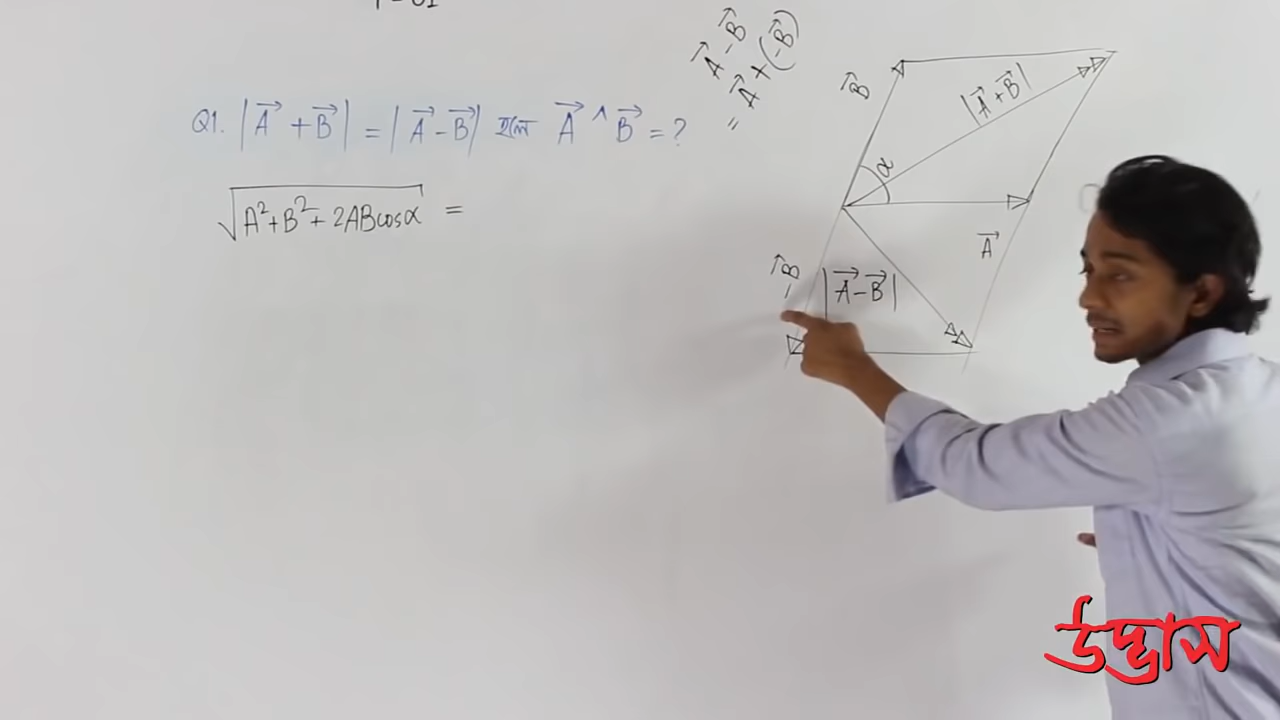 Q1. |A⃗ + B⃗| = |A⃗ - B⃗| হলে A⃗ ^ B⃗ = ?
√(A² + B² + 2ABcosα) =
A⃗ - B⃗
= A⃗ + (-B⃗)
B⃗
|A⃗ + B⃗|
α
A⃗
-B⃗
|A⃗ - B⃗|
উদ্ভাস